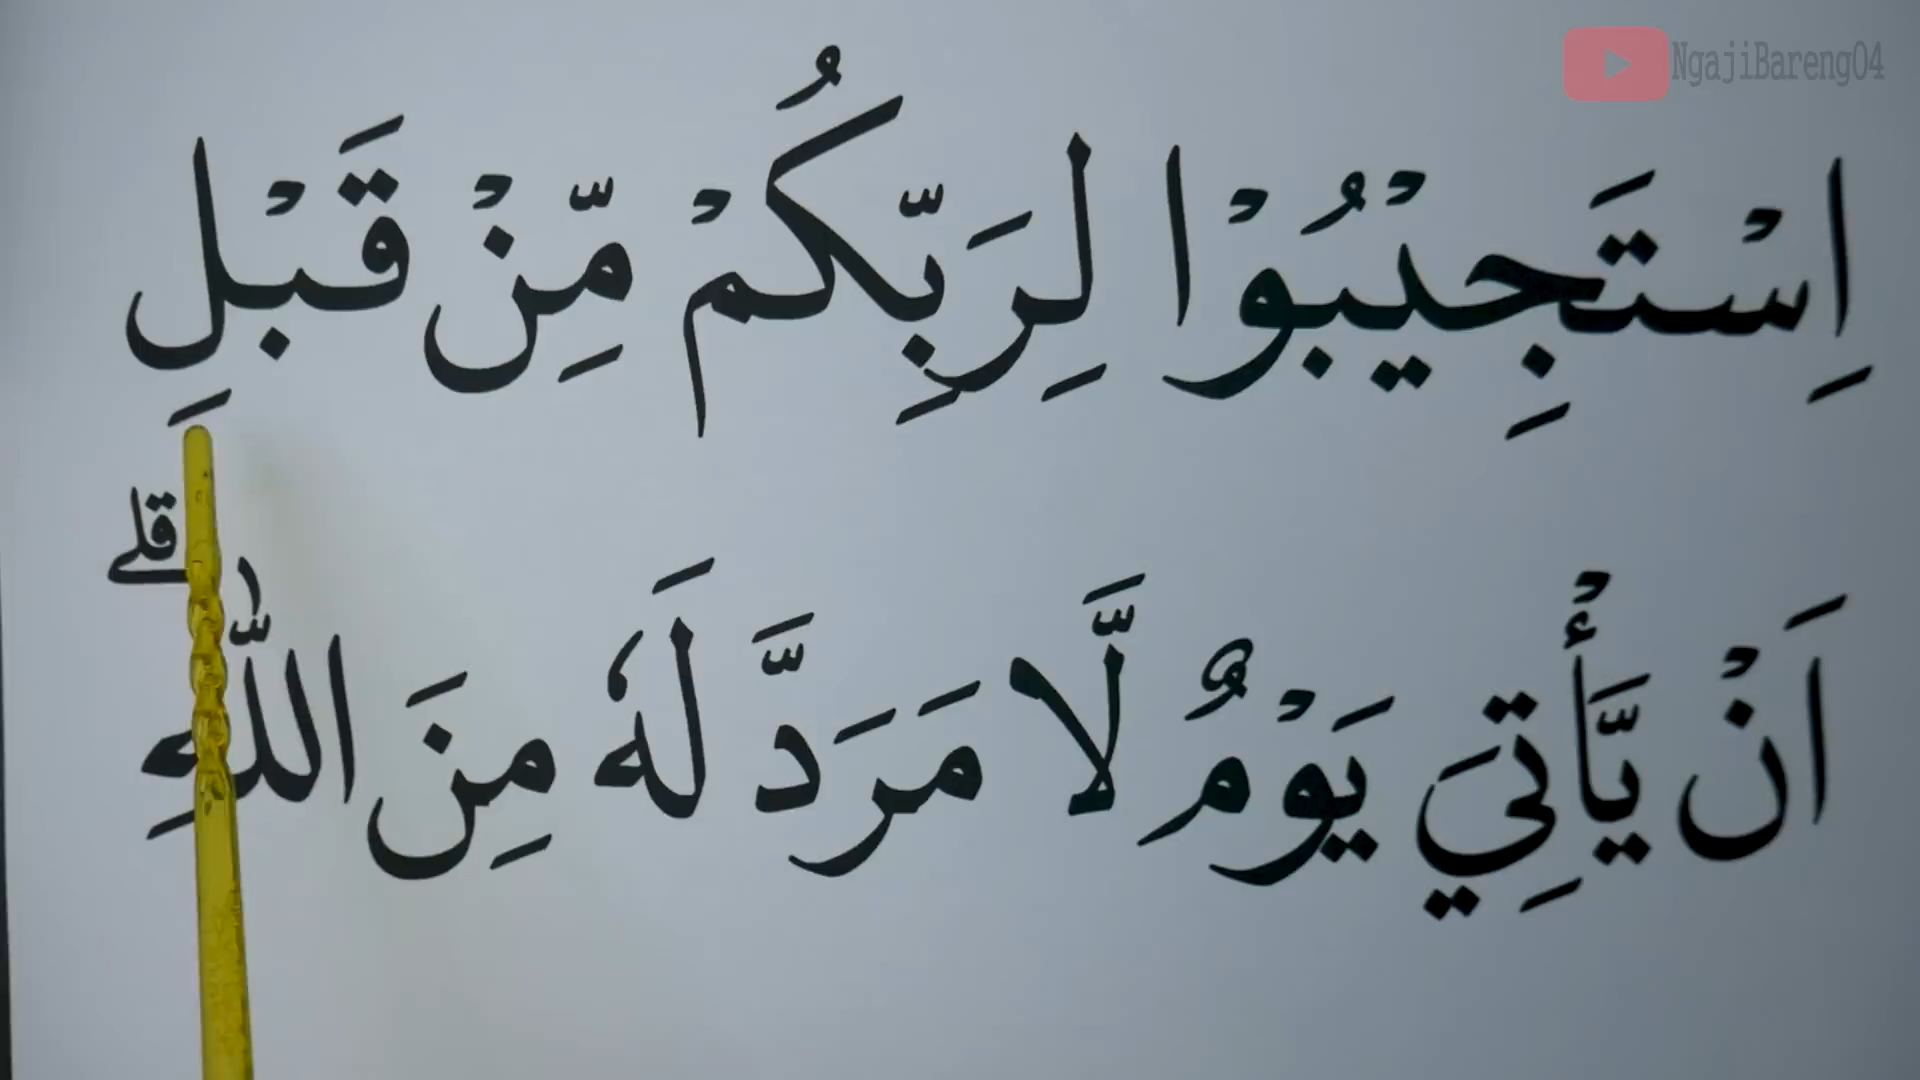 NgajiBareng04
اِسْتَجِيْبُوْا لِرَبِّكُمْ مِّنْ قَبْلِ
اَنْ يَّأْتِيَ يَوْمٌ لَّا مَرَدَّ لَهٗ مِنَ اللّٰهِ ۗ